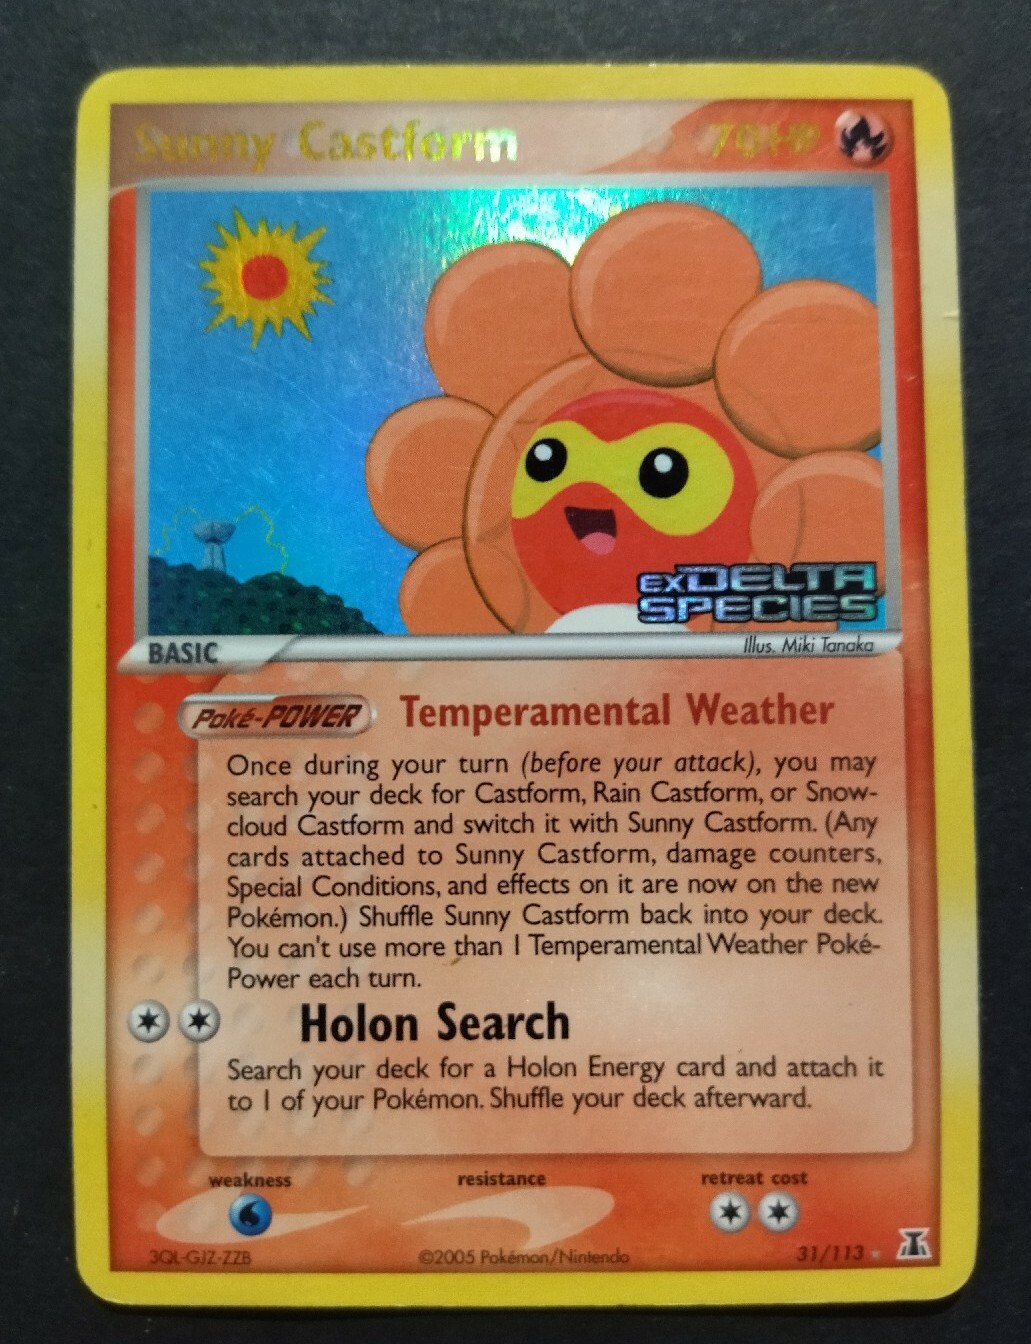 Sunny Castform 70 HP
exDELTA
SPECIES
BASIC
Illus. Miki Tanaka
Poké-POWER Temperamental Weather
Once during your turn (before your attack), you may
search your deck for Castform, Rain Castform, or Snow-
cloud Castform and switch it with Sunny Castform. (Any
cards attached to Sunny Castform, damage counters,
Special Conditions, and effects on it are now on the new
Pokémon.) Shuffle Sunny Castform back into your deck.
You can't use more than 1 Temperamental Weather Poké-
Power each turn.
Holon Search
Search your deck for a Holon Energy card and attach it
to 1 of your Pokémon. Shuffle your deck afterward.
weakness resistance retreat cost
3QL-GJZ-ZZB ©2005 Pokémon/Nintendo 31/113